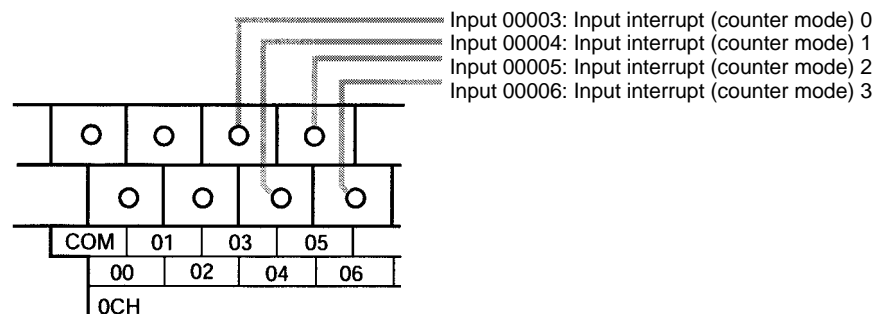 Input 00003: Input interrupt (counter mode) 0
Input 00004: Input interrupt (counter mode) 1
Input 00005: Input interrupt (counter mode) 2
Input 00006: Input interrupt (counter mode) 3
COM 01 03 05
00 02 04 06
0CH